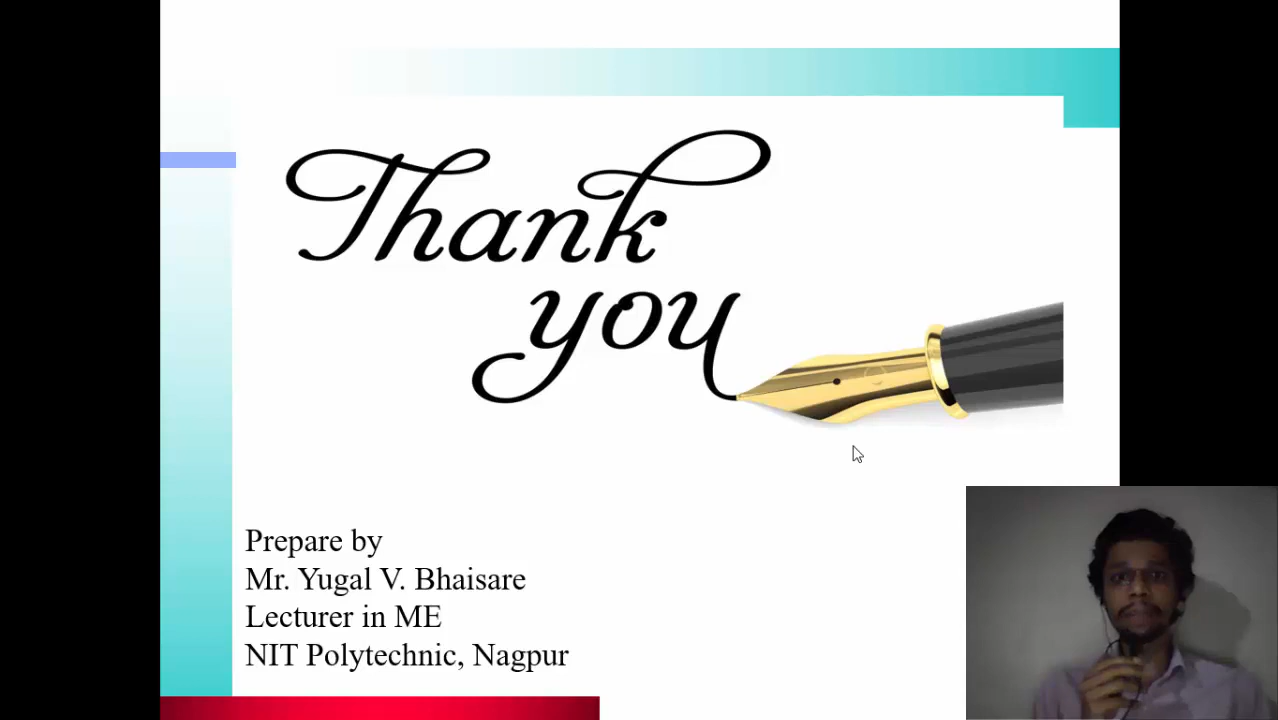 Thank
you
Prepare by
Mr. Yugal V. Bhaisare
Lecturer in ME
NIT Polytechnic, Nagpur